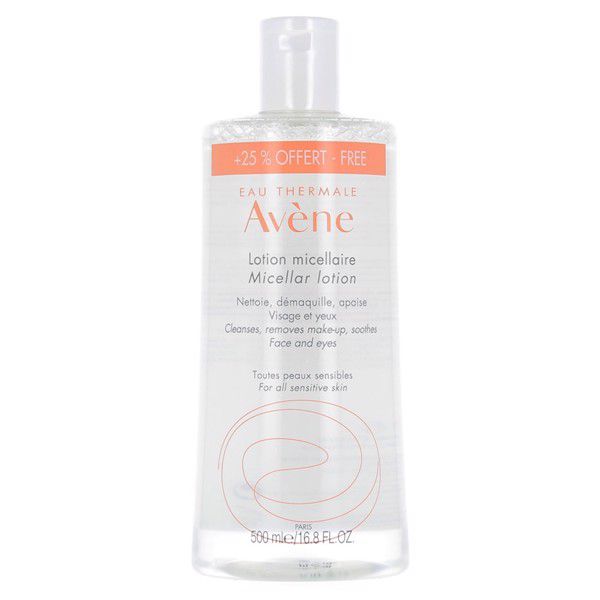 +25 % OFFERT - FREE
EAU THERMALE
Avène
Lotion micellaire
Micellar lotion
Nettoie, démaquille, apaise
Visage et yeux
Cleanses, removes make-up, soothes
Face and eyes
Toutes peaux sensibles
For all sensitive skin
PARIS
500 mle/16.8 FL.OZ.